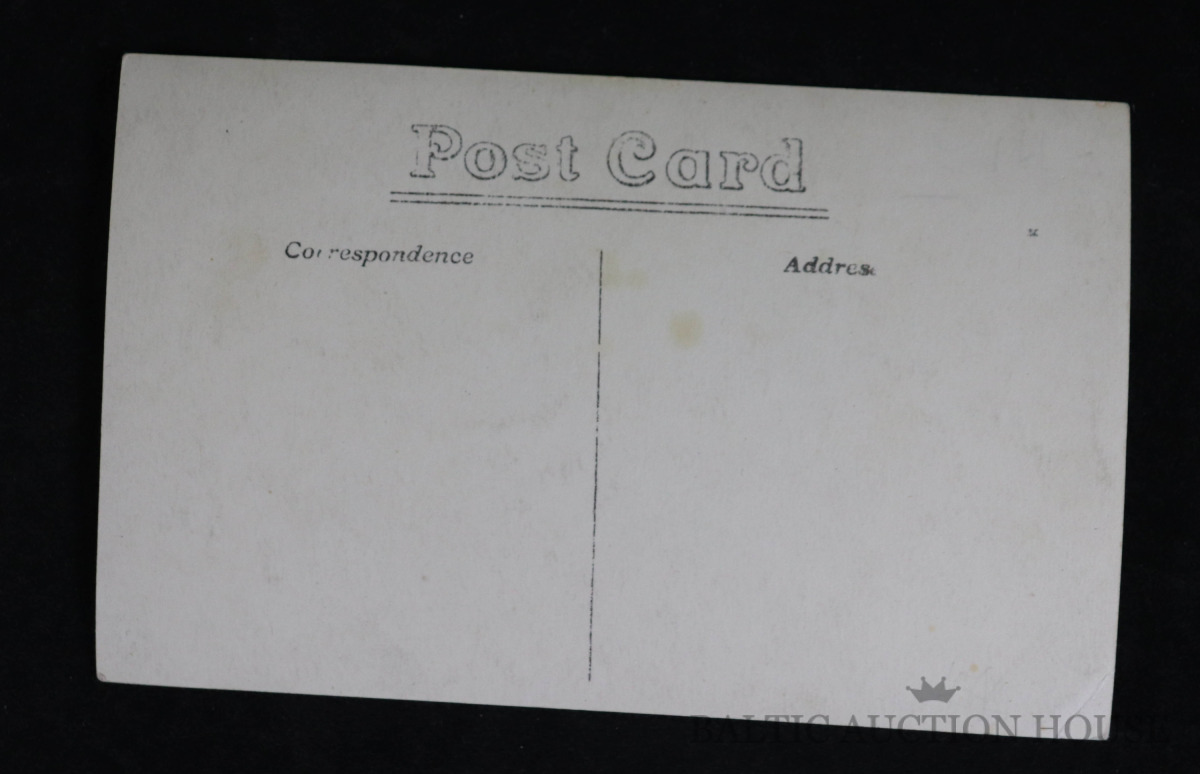 Post Card
Correspondence
Address
BALTIC AUCTION HOUSE